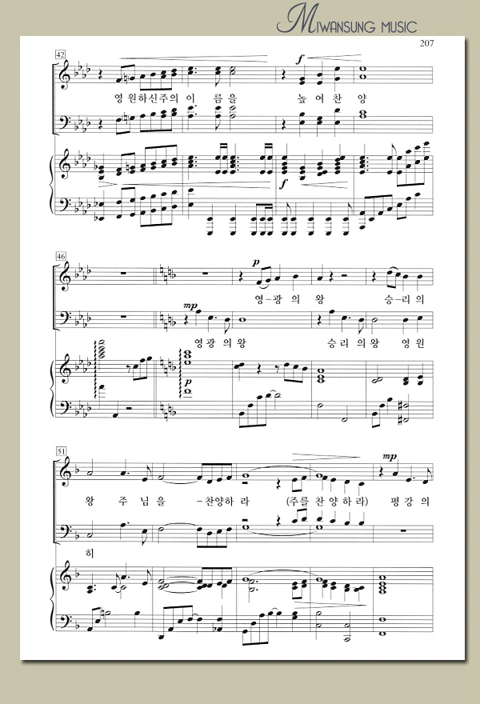 MIWANSUNG MUSIC
207
42
f
영원하신주의이 름을 높여찬 양
f
46
p
영-광 의 왕 승-리의
mp
영광의왕 승리의왕 영원
p
51
mp
왕 주님을 -찬양하라 (주를찬양하라) 평강의
히